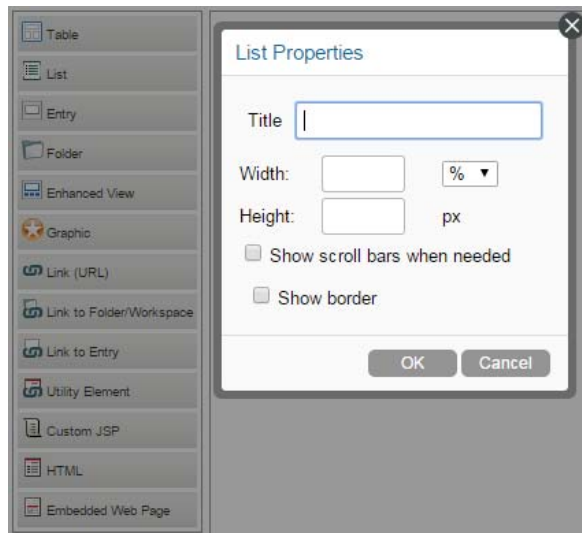 Table
List
Entry
Folder
Enhanced View
Graphic
Link (URL)
Link to Folder/Workspace
Link to Entry
Utility Element
Custom JSP
HTML
Embedded Web Page
List Properties
Title
Width:
%
Height:
px
Show scroll bars when needed
Show border
OK Cancel